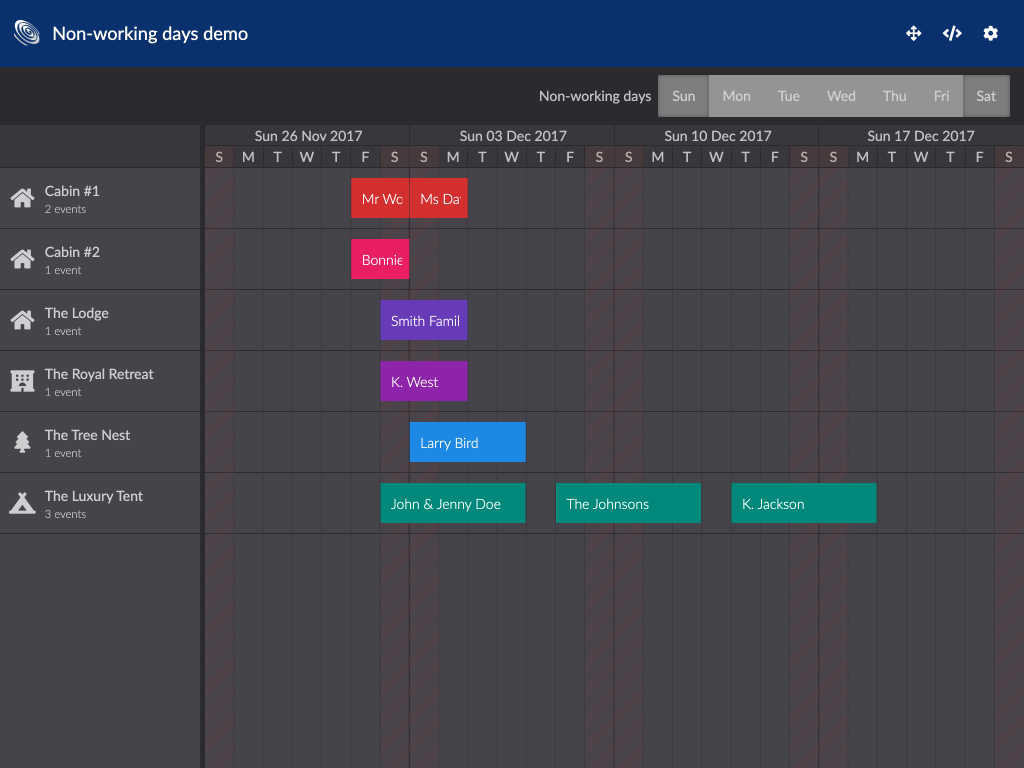 Non-working days demo
Non-working days Sun Mon Tue Wed Thu Fri Sat
Sun 26 Nov 2017 Sun 03 Dec 2017 Sun 10 Dec 2017 Sun 17 Dec 2017
S M T W T F S S M T W T F S S M T W T F S S M T W T F S
Cabin #1
2 events
Mr Wo Ms Da
Cabin #2
1 event
Bonnie
The Lodge
1 event
Smith Famil
The Royal Retreat
1 event
K. West
The Tree Nest
1 event
Larry Bird
The Luxury Tent
3 events
John & Jenny Doe The Johnsons K. Jackson